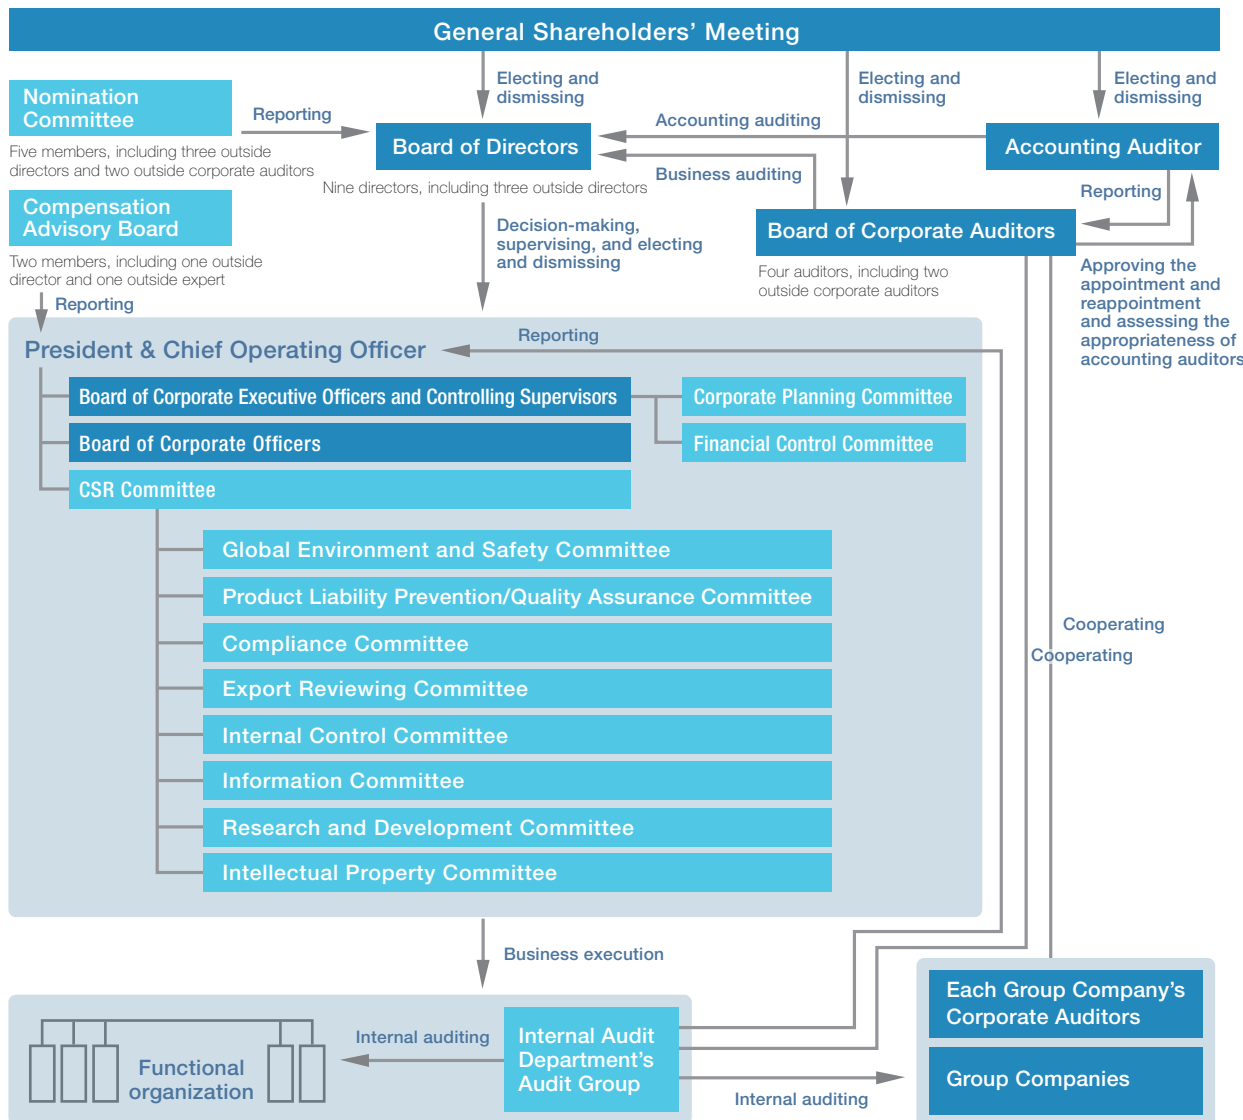 General Shareholders’ Meeting
Electing and
dismissing
Electing and
dismissing
Electing and
dismissing
Nomination
Committee
Reporting
Five members, including three outside
directors and two outside corporate auditors
Board of Directors
Nine directors, including three outside directors
Accounting auditing
Business auditing
Accounting Auditor
Reporting
Compensation
Advisory Board
Two members, including one outside
director and one outside expert
Reporting
Decision-making,
supervising, and electing
and dismissing
Board of Corporate Auditors
Four auditors, including two
outside corporate auditors
Approving the
appointment and
reappointment
and assessing the
appropriateness of
accounting auditors
President & Chief Operating Officer
Reporting
Board of Corporate Executive Officers and Controlling Supervisors
Corporate Planning Committee
Board of Corporate Officers
Financial Control Committee
CSR Committee
Global Environment and Safety Committee
Product Liability Prevention/Quality Assurance Committee
Compliance Committee
Export Reviewing Committee
Internal Control Committee
Information Committee
Research and Development Committee
Intellectual Property Committee
Cooperating
Cooperating
Business execution
Functional
organization
Internal auditing
Internal Audit
Department’s
Audit Group
Internal auditing
Each Group Company’s
Corporate Auditors
Group Companies